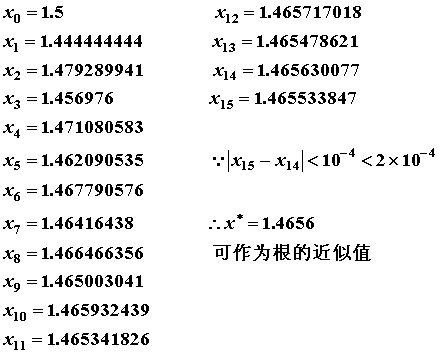 x₀ = 1.5
x₁ = 1.444444444
x₂ = 1.479289941
x₃ = 1.456976
x₄ = 1.471080583
x₅ = 1.462090535
x₆ = 1.467790576
x₇ = 1.46416438
x₈ = 1.466466356
x₉ = 1.465003041
x₁₀ = 1.465932439
x₁₁ = 1.465341826
x₁₂ = 1.465717018
x₁₃ = 1.465478621
x₁₄ = 1.465630077
x₁₅ = 1.465533847
∵|x₁₅ − x₁₄| < 10⁻⁴ < 2 × 10⁻⁴
∴ x* = 1.4656
可作为根的近似值